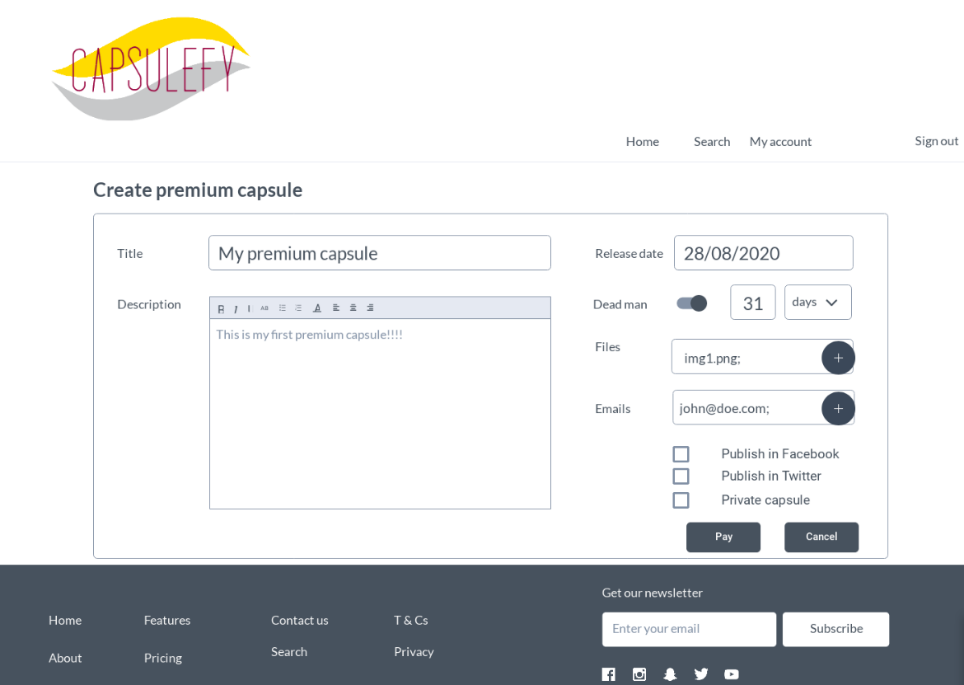 CAPSULEFY
Home Search My account Sign out
Create premium capsule
Title My premium capsule Release date 28/08/2020
Description Dead man 31 days
B I AB A
This is my first premium capsule!!!!
Files img1.png;
Emails john@doe.com;
Publish in Facebook
Publish in Twitter
Private capsule
Pay Cancel
Get our newsletter
Home Features Contact us T & Cs Enter your email Subscribe
About Pricing Search Privacy